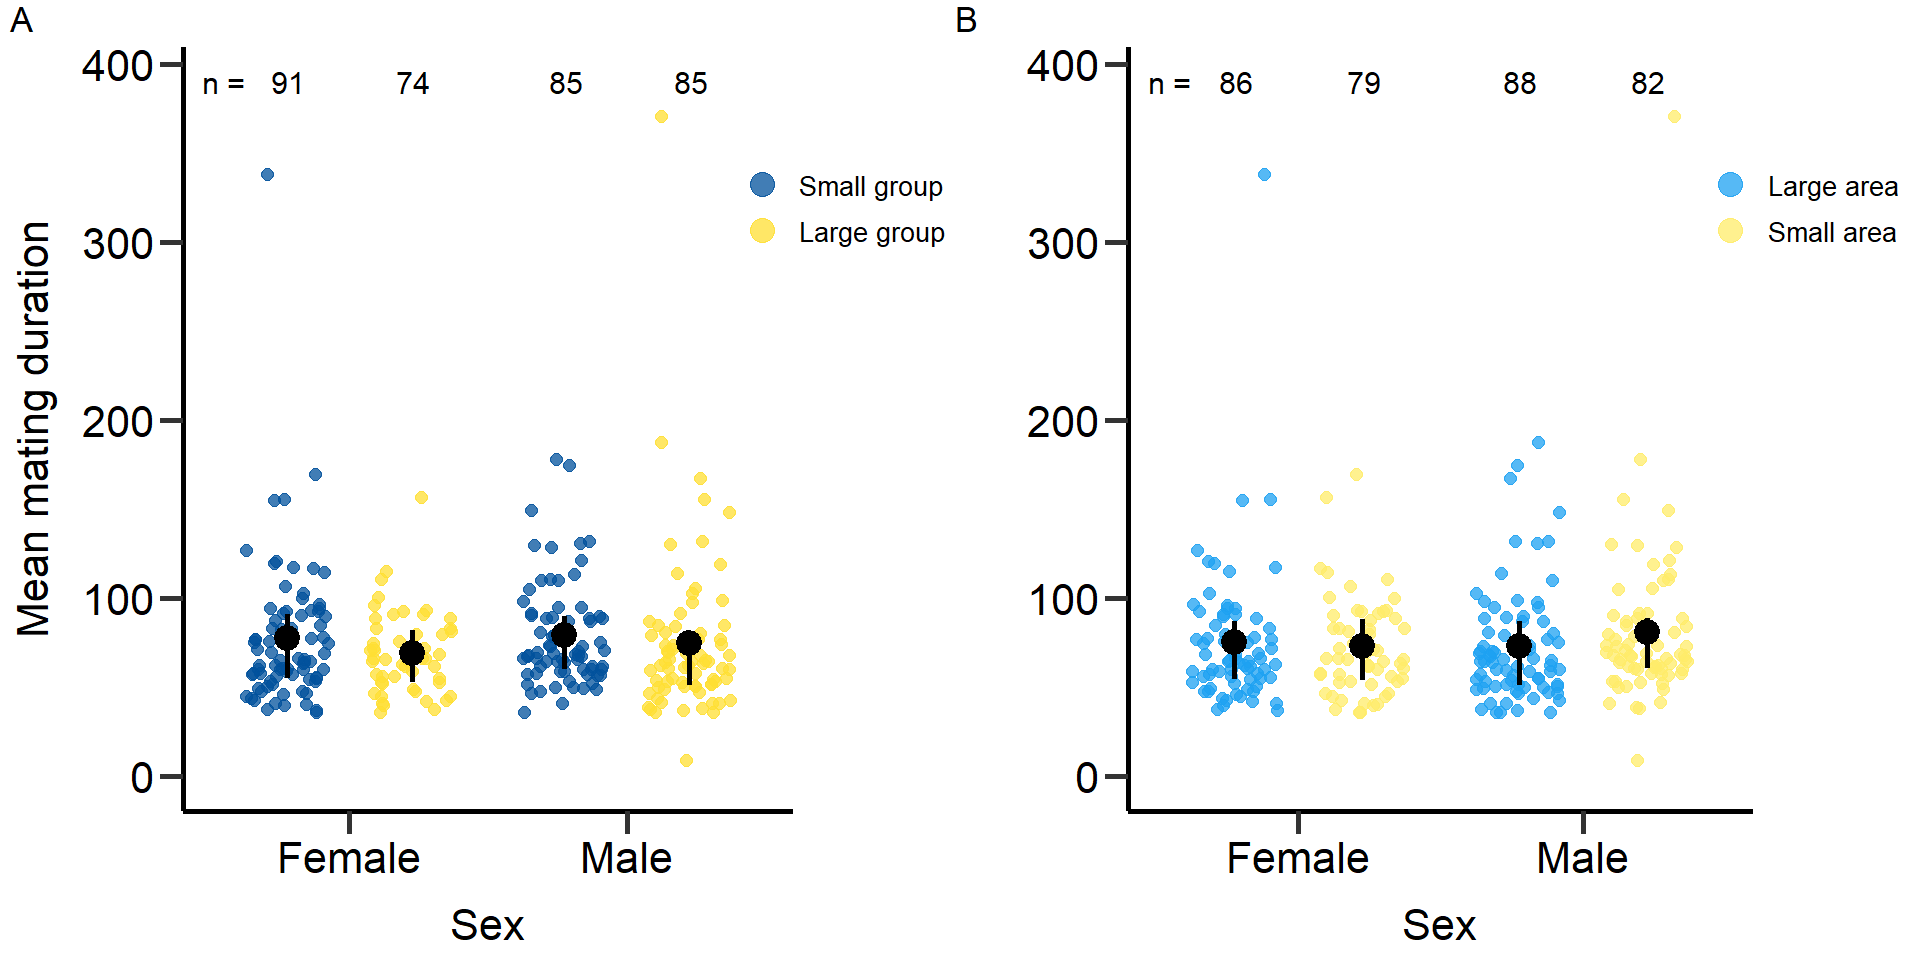 A
400
300
200
100
0
Mean mating duration
n = 91 74 85 85
Small group
Large group
Female Male
Sex
B
400
300
200
100
0
n = 86 79 88 82
Large area
Small area
Female Male
Sex